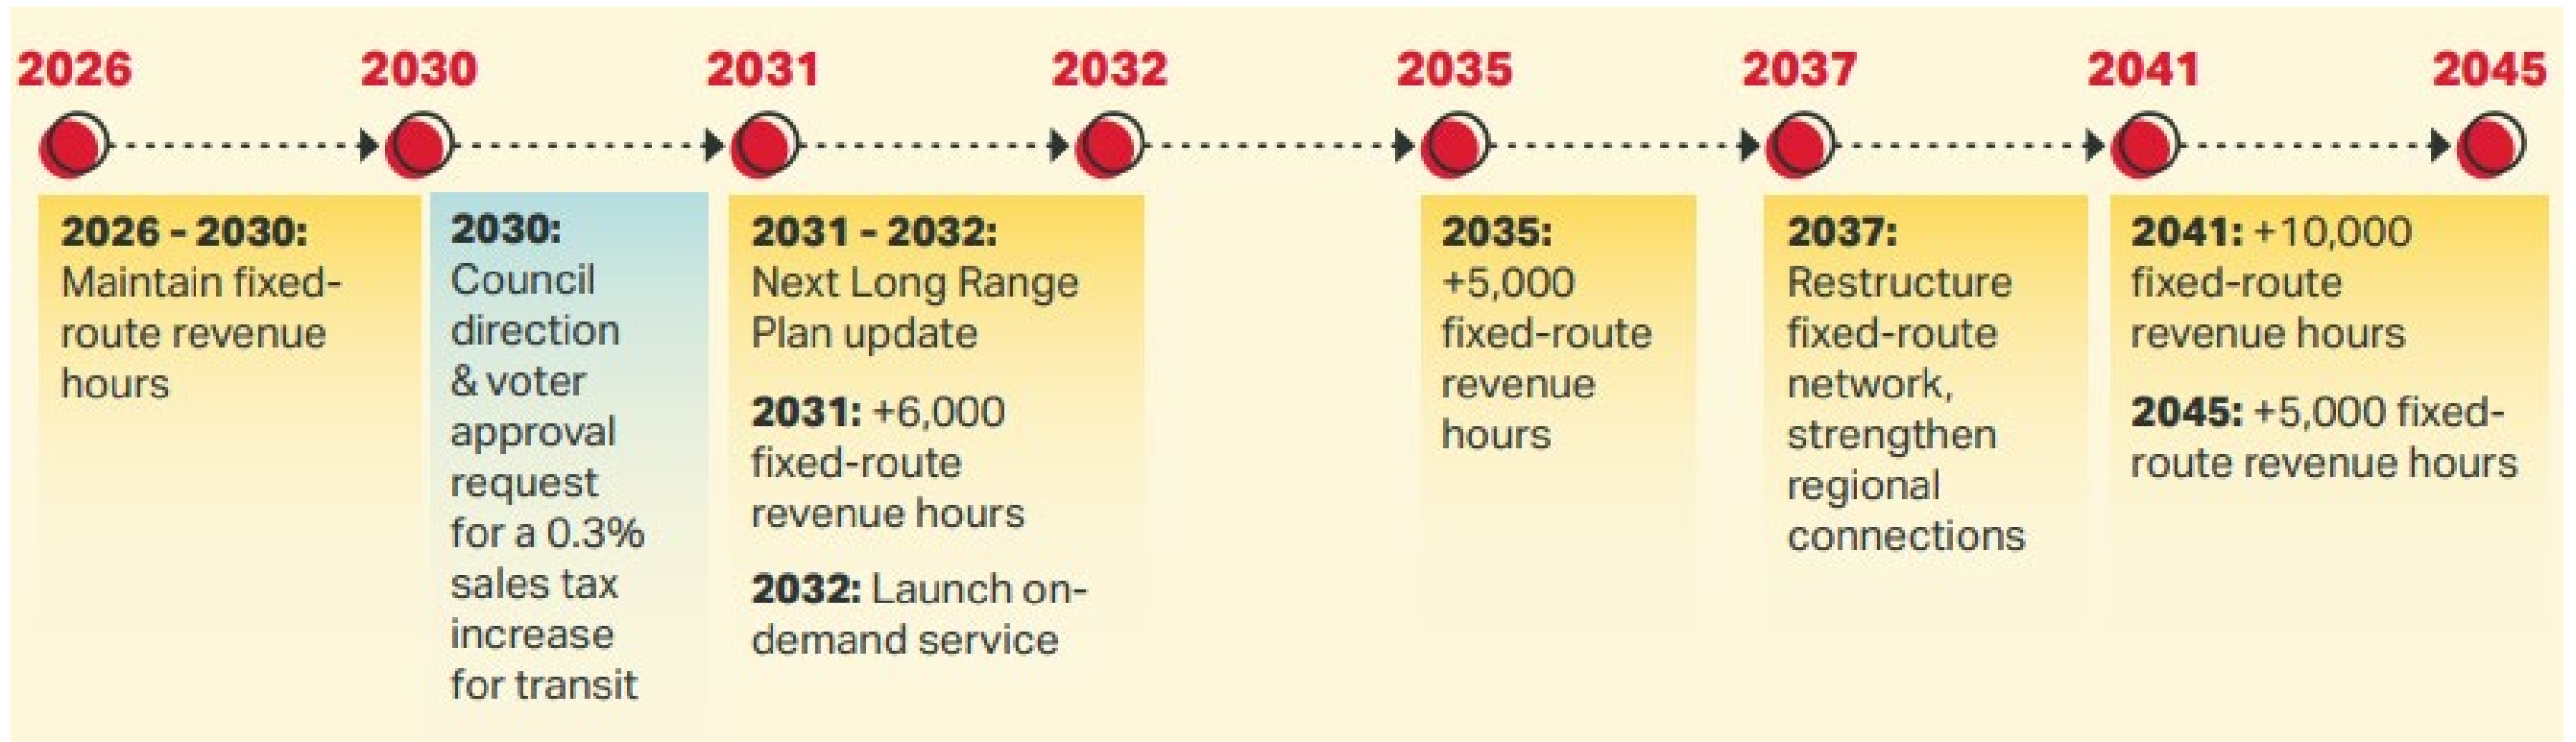 2026
2030
2031
2032
2035
2037
2041
2045
2026 - 2030:
Maintain fixed-
route revenue
hours
2030:
Council
direction
& voter
approval
request
for a 0.3%
sales tax
increase
for transit
2031 - 2032:
Next Long Range
Plan update
2031: +6,000
fixed-route
revenue hours
2032: Launch on-
demand service
2035:
+5,000
fixed-route
revenue
hours
2037:
Restructure
fixed-route
network,
strengthen
regional
connections
2041: +10,000
fixed-route
revenue hours
2045: +5,000 fixed-
route revenue hours